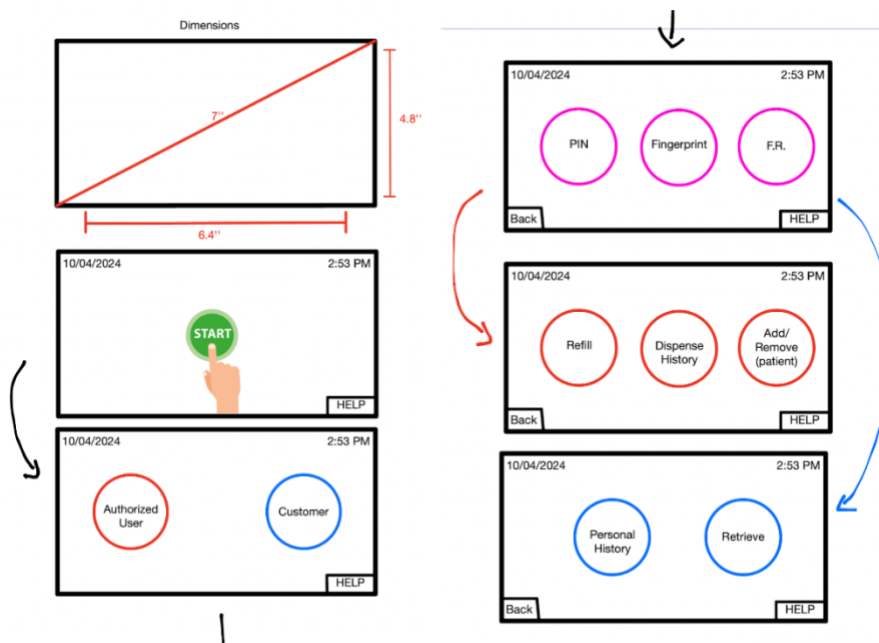 Dimensions
7''
4.8''
6.4''
10/04/2024 2:53 PM
START
HELP
10/04/2024 2:53 PM
Authorized
User
Customer
HELP
10/04/2024 2:53 PM
PIN
Fingerprint
F.R.
Back
HELP
10/04/2024 2:53 PM
Refill
Dispense
History
Add/
Remove
(patient)
Back
HELP
10/04/2024 2:53 PM
Personal
History
Retrieve
Back
HELP